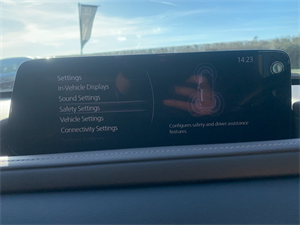 14:23
Settings
In-Vehicle Displays
Sound Settings
Safety Settings
Vehicle Settings
Connectivity Settings
Configures safety and driver assistance
features.